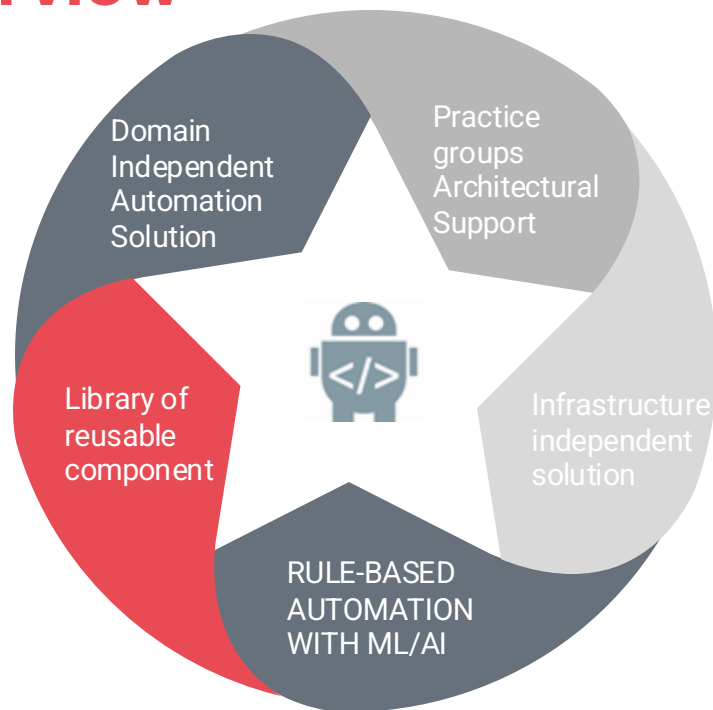 Domain
Independent
Automation
Solution
Practice
groups
Architectural
Support
Library of
reusable
component
</>
Infrastructure
independent
solution
RULE-BASED
AUTOMATION
WITH ML/AI